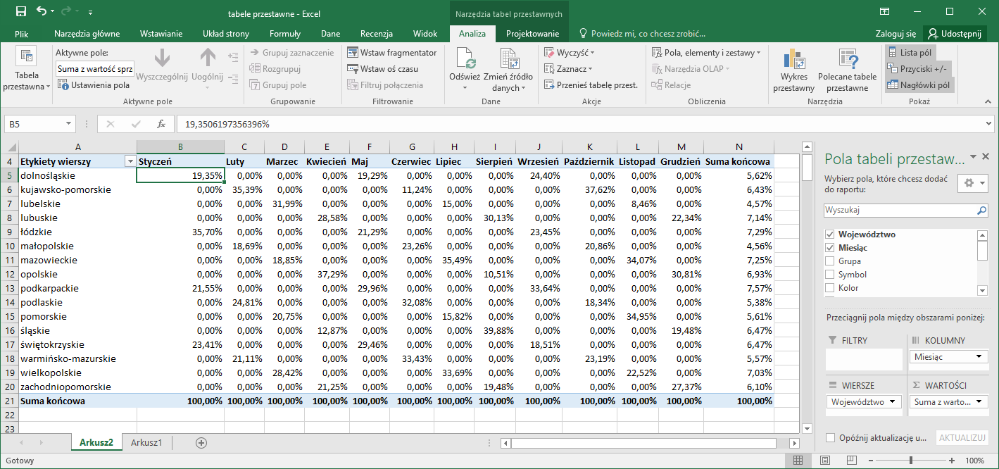 tabele przestawne - Excel
Narzędzia tabel przestawnych
Plik Narzędzia główne Wstawianie Układ strony Formuły Dane Recenzja Widok Analiza Projektowanie Powiedz mi, co chcesz zrobić... Zaloguj się Udostępnij
Tabela
przestawna
Aktywne pole:
Suma z wartość sprz
Ustawienia pola
Wyszczególnij Uogólnij
Aktywne pole
Grupuj zaznaczenie
Rozgrupuj
Grupuj pole
Grupowanie
Wstaw fragmentator
Wstaw oś czasu
Filtruj połączenia
Filtrowanie
Odśwież Zmień źródło
danych
Dane
Wyczyść
Zaznacz
Przenieś tabelę przest.
Akcje
Pola, elementy i zestawy
Narzędzia OLAP
Relacje
Obliczenia
Wykres
przestawny
Polecane tabele
przestawne
Narzędzia
Lista pól
Przyciski +/-
Nagłówki pól
Pokaż
B5 fx 19,3506197356396%
A B C D E F G H I J K L M N
4 Etykiety wierszy Styczeń Luty Marzec Kwiecień Maj Czerwiec Lipiec Sierpień Wrzesień Październik Listopad Grudzień Suma końcowa
5 dolnośląskie 19,35% 0,00% 0,00% 0,00% 19,29% 0,00% 0,00% 0,00% 24,40% 0,00% 0,00% 0,00% 5,62%
6 kujawsko-pomorskie 0,00% 35,39% 0,00% 0,00% 0,00% 11,24% 0,00% 0,00% 0,00% 37,62% 0,00% 0,00% 6,43%
7 lubelskie 0,00% 0,00% 31,99% 0,00% 0,00% 0,00% 15,00% 0,00% 0,00% 0,00% 8,46% 0,00% 4,57%
8 lubuskie 0,00% 0,00% 0,00% 28,58% 0,00% 0,00% 0,00% 30,13% 0,00% 0,00% 0,00% 22,34% 7,14%
9 łódzkie 35,70% 0,00% 0,00% 0,00% 21,29% 0,00% 0,00% 0,00% 23,45% 0,00% 0,00% 0,00% 7,29%
10 małopolskie 0,00% 18,69% 0,00% 0,00% 0,00% 23,26% 0,00% 0,00% 0,00% 20,86% 0,00% 0,00% 4,56%
11 mazowieckie 0,00% 0,00% 18,85% 0,00% 0,00% 0,00% 35,49% 0,00% 0,00% 0,00% 34,07% 0,00% 7,25%
12 opolskie 0,00% 0,00% 0,00% 37,29% 0,00% 0,00% 0,00% 10,51% 0,00% 0,00% 0,00% 30,81% 6,93%
13 podkarpackie 21,55% 0,00% 0,00% 0,00% 29,96% 0,00% 0,00% 0,00% 33,64% 0,00% 0,00% 0,00% 7,57%
14 podlaskie 0,00% 24,81% 0,00% 0,00% 0,00% 32,08% 0,00% 0,00% 0,00% 18,34% 0,00% 0,00% 5,38%
15 pomorskie 0,00% 0,00% 20,75% 0,00% 0,00% 0,00% 15,82% 0,00% 0,00% 0,00% 34,95% 0,00% 5,61%
16 śląskie 0,00% 0,00% 0,00% 12,87% 0,00% 0,00% 0,00% 39,88% 0,00% 0,00% 0,00% 19,48% 6,47%
17 świętokrzyskie 23,41% 0,00% 0,00% 0,00% 29,46% 0,00% 0,00% 0,00% 18,51% 0,00% 0,00% 0,00% 6,47%
18 warmińsko-mazurskie 0,00% 21,11% 0,00% 0,00% 0,00% 33,43% 0,00% 0,00% 0,00% 23,19% 0,00% 0,00% 5,57%
19 wielkopolskie 0,00% 0,00% 28,42% 0,00% 0,00% 0,00% 33,69% 0,00% 0,00% 0,00% 22,52% 0,00% 7,03%
20 zachodniopomorskie 0,00% 0,00% 0,00% 21,25% 0,00% 0,00% 0,00% 19,48% 0,00% 0,00% 0,00% 27,37% 6,10%
21 Suma końcowa 100,00% 100,00% 100,00% 100,00% 100,00% 100,00% 100,00% 100,00% 100,00% 100,00% 100,00% 100,00% 100,00%
22
23
Pola tabeli przestaw...
Wybierz pola, które chcesz dodać
do raportu:
Wyszukaj
Województwo
Miesiąc
Grupa
Symbol
Kolor
Przeciągnij pola między obszarami poniżej:
FILTRY KOLUMNY
Miesiąc
WIERSZE Σ WARTOŚCI
Województwo Suma z warto...
Opóźnij aktualizację u... AKTUALIZUJ
Arkusz2 Arkusz1
Gotowy 100%